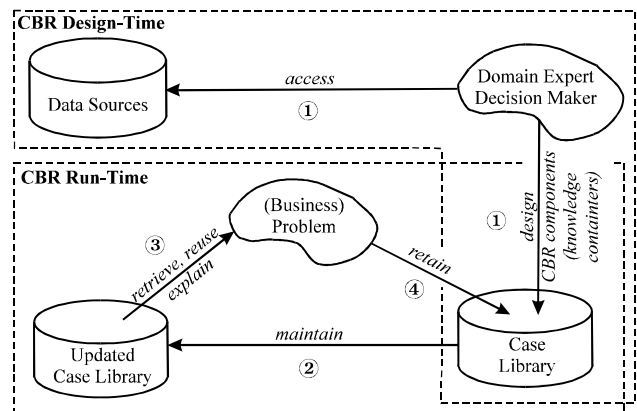 CBR Design-Time
Data Sources
access
①
Domain Expert
Decision Maker
①
design
CBR components
(knowledge
containters)
CBR Run-Time
(Business)
Problem
③
retrieve, reuse
explain
retain
④
Updated
Case Library
maintain
②
Case
Library